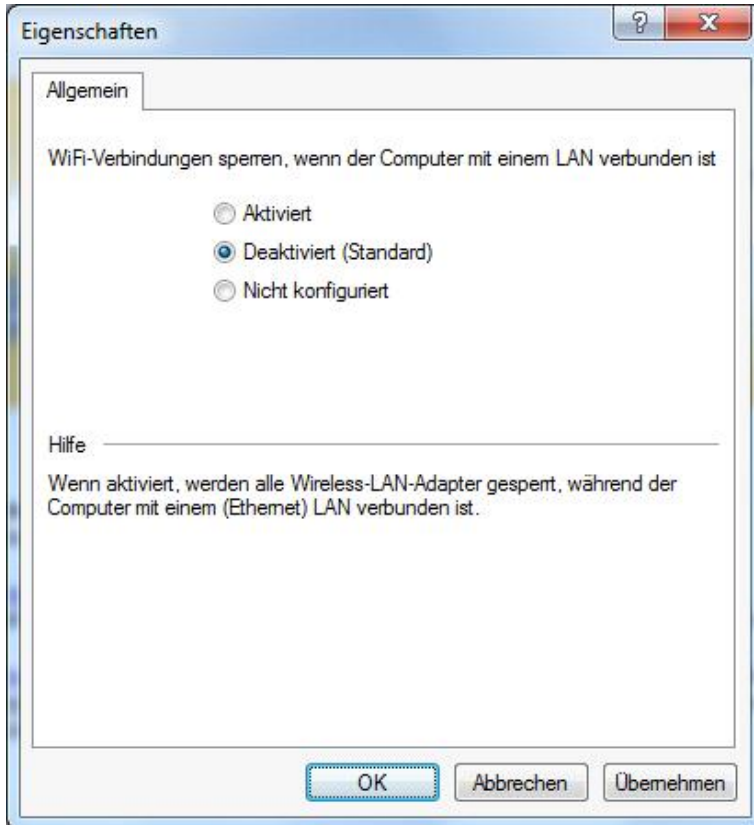 Eigenschaften
Allgemein
WiFi-Verbindungen sperren, wenn der Computer mit einem LAN verbunden ist
Aktiviert
Deaktiviert (Standard)
Nicht konfiguriert
Hilfe
Wenn aktiviert, werden alle Wireless-LAN-Adapter gesperrt, während der
Computer mit einem (Ethernet) LAN verbunden ist.
OK Abbrechen Übernehmen